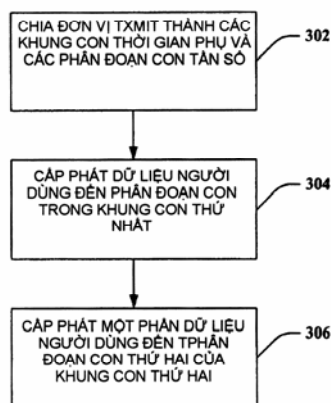 CHIA ĐƠN VỊ TXMIT THÀNH CÁC
KHUNG CON THỜI GIAN PHỤ VÀ
CÁC PHÂN ĐOẠN CON TẦN SỐ
302
CẤP PHÁT DỮ LIỆU NGƯỜI
DÙNG ĐẾN PHÂN ĐOẠN CON
TRONG KHUNG CON THỨ
NHẤT
304
CẤP PHÁT MỘT PHẦN DỮ LIỆU
NGƯỜI DÙNG ĐẾN TPHÂN
ĐOẠN CON THỨ HAI CỦA
KHUNG CON THỨ HAI
306